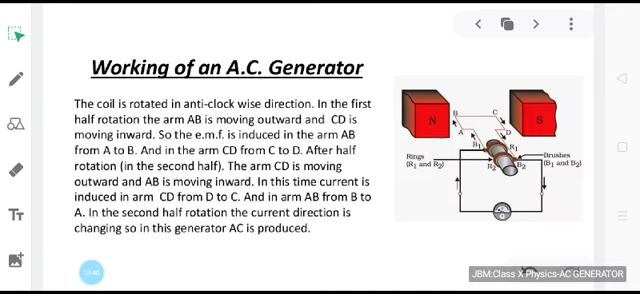 Working of an A.C. Generator
The coil is rotated in anti-clock wise direction. In the first
half rotation the arm AB is moving outward and CD is
moving inward. So the e.m.f. is induced in the arm AB
from A to B. And in the arm CD from C to D. After half
rotation (in the second half). The arm CD is moving
outward and AB is moving inward. In this time current is
induced in arm CD from D to C. And in arm AB from B to
A. In the second half rotation the current direction is
changing so in this generator AC is produced.
N
S
B
C
A
D
B1
R1
Rings
(R1 and R2)
R2
B2
Brushes
(B1 and B2)
Tт
13:40
JBM:Class X Physics-AC GENERATOR